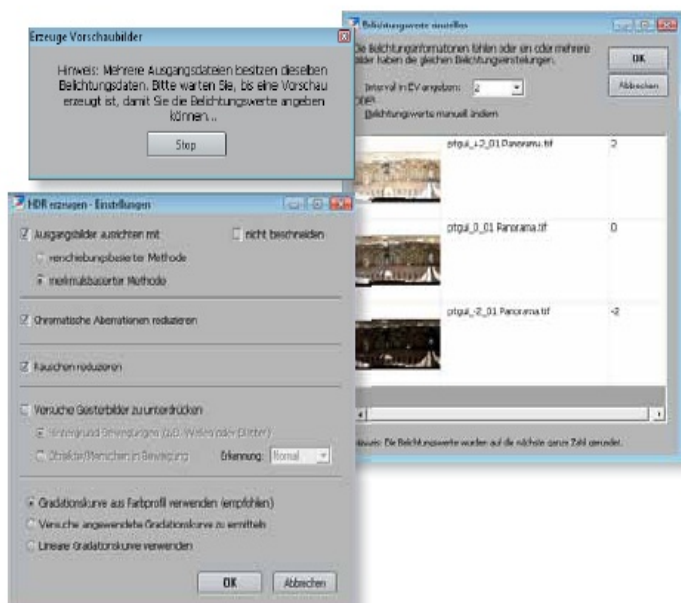 Erzeuge Vorschaubilder
Hinweis: Mehrere Ausgangsdateien besitzen dieselben
Belichtungsdaten. Bitte warten Sie, bis eine Vorschau
erzeugt ist, damit Sie die Belichtungswerte angeben
können...
Stop
Belichtungswerte einstellen
Die Belichtungsinformationen fehlen oder ein oder mehrere
Bilder haben die gleichen Belichtungseinstellungen.
Interval in EV angeben: 2
Belichtungswerte manuell ändern
OK
Abbrechen
ptgui_+2_01 Panorama.tif 2
ptgui_0_01 Panorama.tif 0
ptgui_-2_01 Panorama.tif -2
Hinweis: Die Belichtungswerte wurden auf die nächste ganze Zahl gerundet.
HDR erzeugen - Einstellungen
Ausgangsbilder ausrichten mit nicht beschneiden
verschiebungsbasierter Methode
merkmalsbasierter Methode
Chromatische Aberrationen reduzieren
Rauschen reduzieren
Versuche Geisterbilder zu unterdrücken
Hintergrund Bewegungen (z.B. Wellen oder Blätter)
Objekte/Menschen in Bewegung Erkennung: Normal
Gradationskurve aus Farbprofil verwenden (empfohlen)
Versuche angewendete Gradationskurve zu ermitteln
Lineare Gradationskurve verwenden
OK Abbrechen